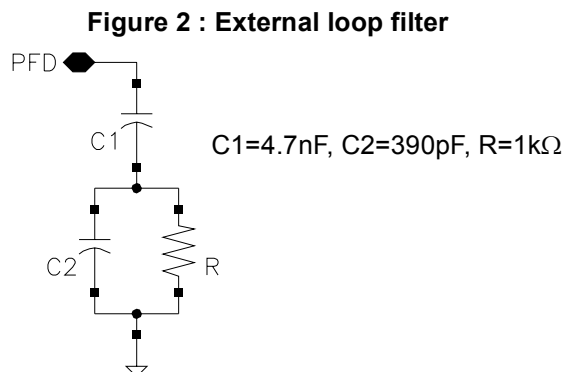 Figure 2 : External loop filter
PFD
C1
C1=4.7nF, C2=390pF, R=1kΩ
C2
R